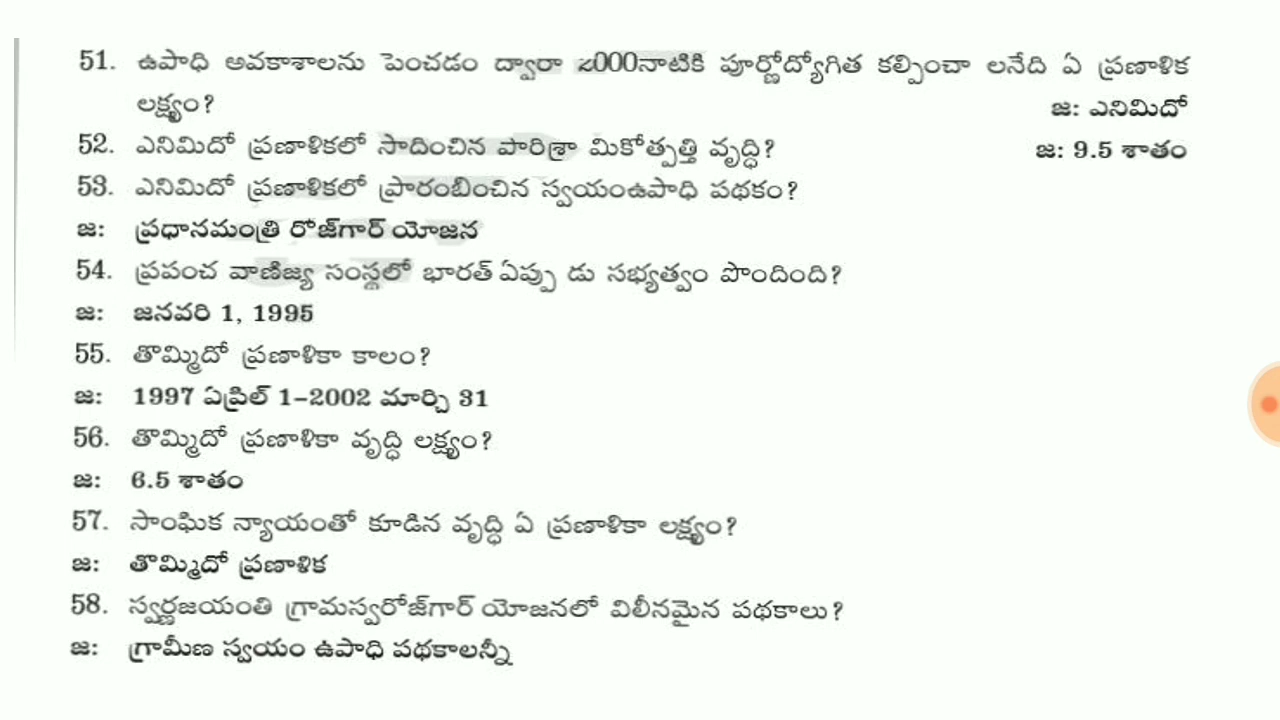 51. ఉపాధి అవకాశాలను పెంచడం ద్వారా 2000నాటికి పూర్ణోద్యోగిత కల్పించా లనేది ఏ ప్రణాళిక
లక్ష్యం? జ: ఎనిమిదో
52. ఎనిమిదో ప్రణాళికలో సాదించిన పారిశ్రా మికోత్పత్తి వృద్ధి? జ: 9.5 శాతం
53. ఎనిమిదో ప్రణాళికలో ప్రారంబించిన స్వయంఉపాధి పథకం?
జ: ప్రధానమంత్రి రోజ్‌గార్ యోజన
54. ప్రపంచ వాణిజ్య సంస్థలో భారత్ ఏప్పు డు సభ్యత్వం పొందింది?
జ: జనవరి 1, 1995
55. తొమ్మిదో ప్రణాళికా కాలం?
జ: 1997 ఏప్రిల్ 1–2002 మార్చి 31
56. తొమ్మిదో ప్రణాళికా వృద్ధి లక్ష్యం?
జ: 6.5 శాతం
57. సాంఘిక న్యాయంతో కూడిన వృద్ధి ఏ ప్రణాళికా లక్ష్యం?
జ: తొమ్మిదో ప్రణాళిక
58. స్వర్ణజయంతి గ్రామస్వరోజ్‌గార్ యోజనలో విలీనమైన పథకాలు?
జ: గ్రామీణ స్వయం ఉపాధి పథకాలన్నీ